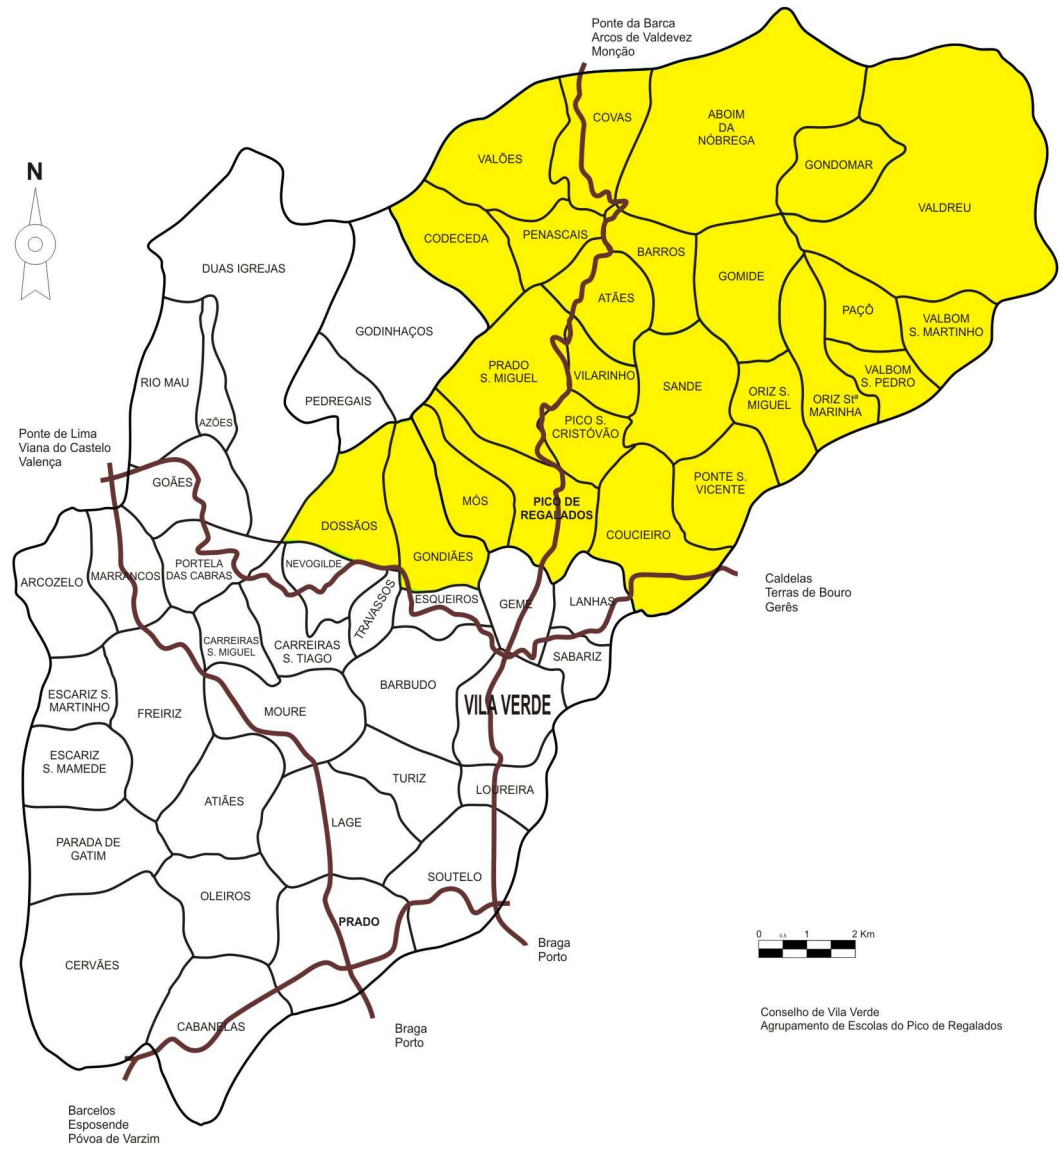 Ponte da Barca
Arcos de Valdevez
Monção
COVAS
ABOIM
DA
NÓBREGA
VALÕES
GONDOMAR
N
VALDREU
CODECEDA
PENASCAIS
BARROS
DUAS IGREJAS
GOMIDE
ATÃES
PAÇÔ
VALBOM
S. MARTINHO
GODINHAÇOS
PRADO
S. MIGUEL
VILARINHO
SANDE
VALBOM
S. PEDRO
RIO MAU
ORIZ S.
MIGUEL
ORIZ Stª
MARINHA
PEDREGAIS
AZÕES
PICO S.
CRISTÓVÃO
Ponte de Lima
Viana do Castelo
Valença
GOÃES
PONTE S.
VICENTE
MÓS
PICO DE
REGALADOS
DOSSÃOS
COUCIEIRO
GONDIÃES
NEVOGILDE
PORTELA
DAS CABRAS
ARCOZELO
MARRANCOS
Caldelas
Terras de Bouro
Gerês
TRAVASSOS
ESQUEIROS
GEME
LANHAS
CARREIRAS
S. MIGUEL
CARREIRAS
S. TIAGO
SABARIZ
BARBUDO
ESCARIZ S.
MARTINHO
FREIRIZ
MOURE
VILA VERDE
ESCARIZ
S. MAMEDE
TURIZ
LOUREIRA
ATIÃES
LAGE
PARADA DE
GATIM
SOUTELO
OLEIROS
PRADO
Braga
Porto
0 0,5 1 2 Km
CERVÃES
Conselho de Vila Verde
Agrupamento de Escolas do Pico de Regalados
CABANELAS
Braga
Porto
Barcelos
Esposende
Póvoa de Varzim